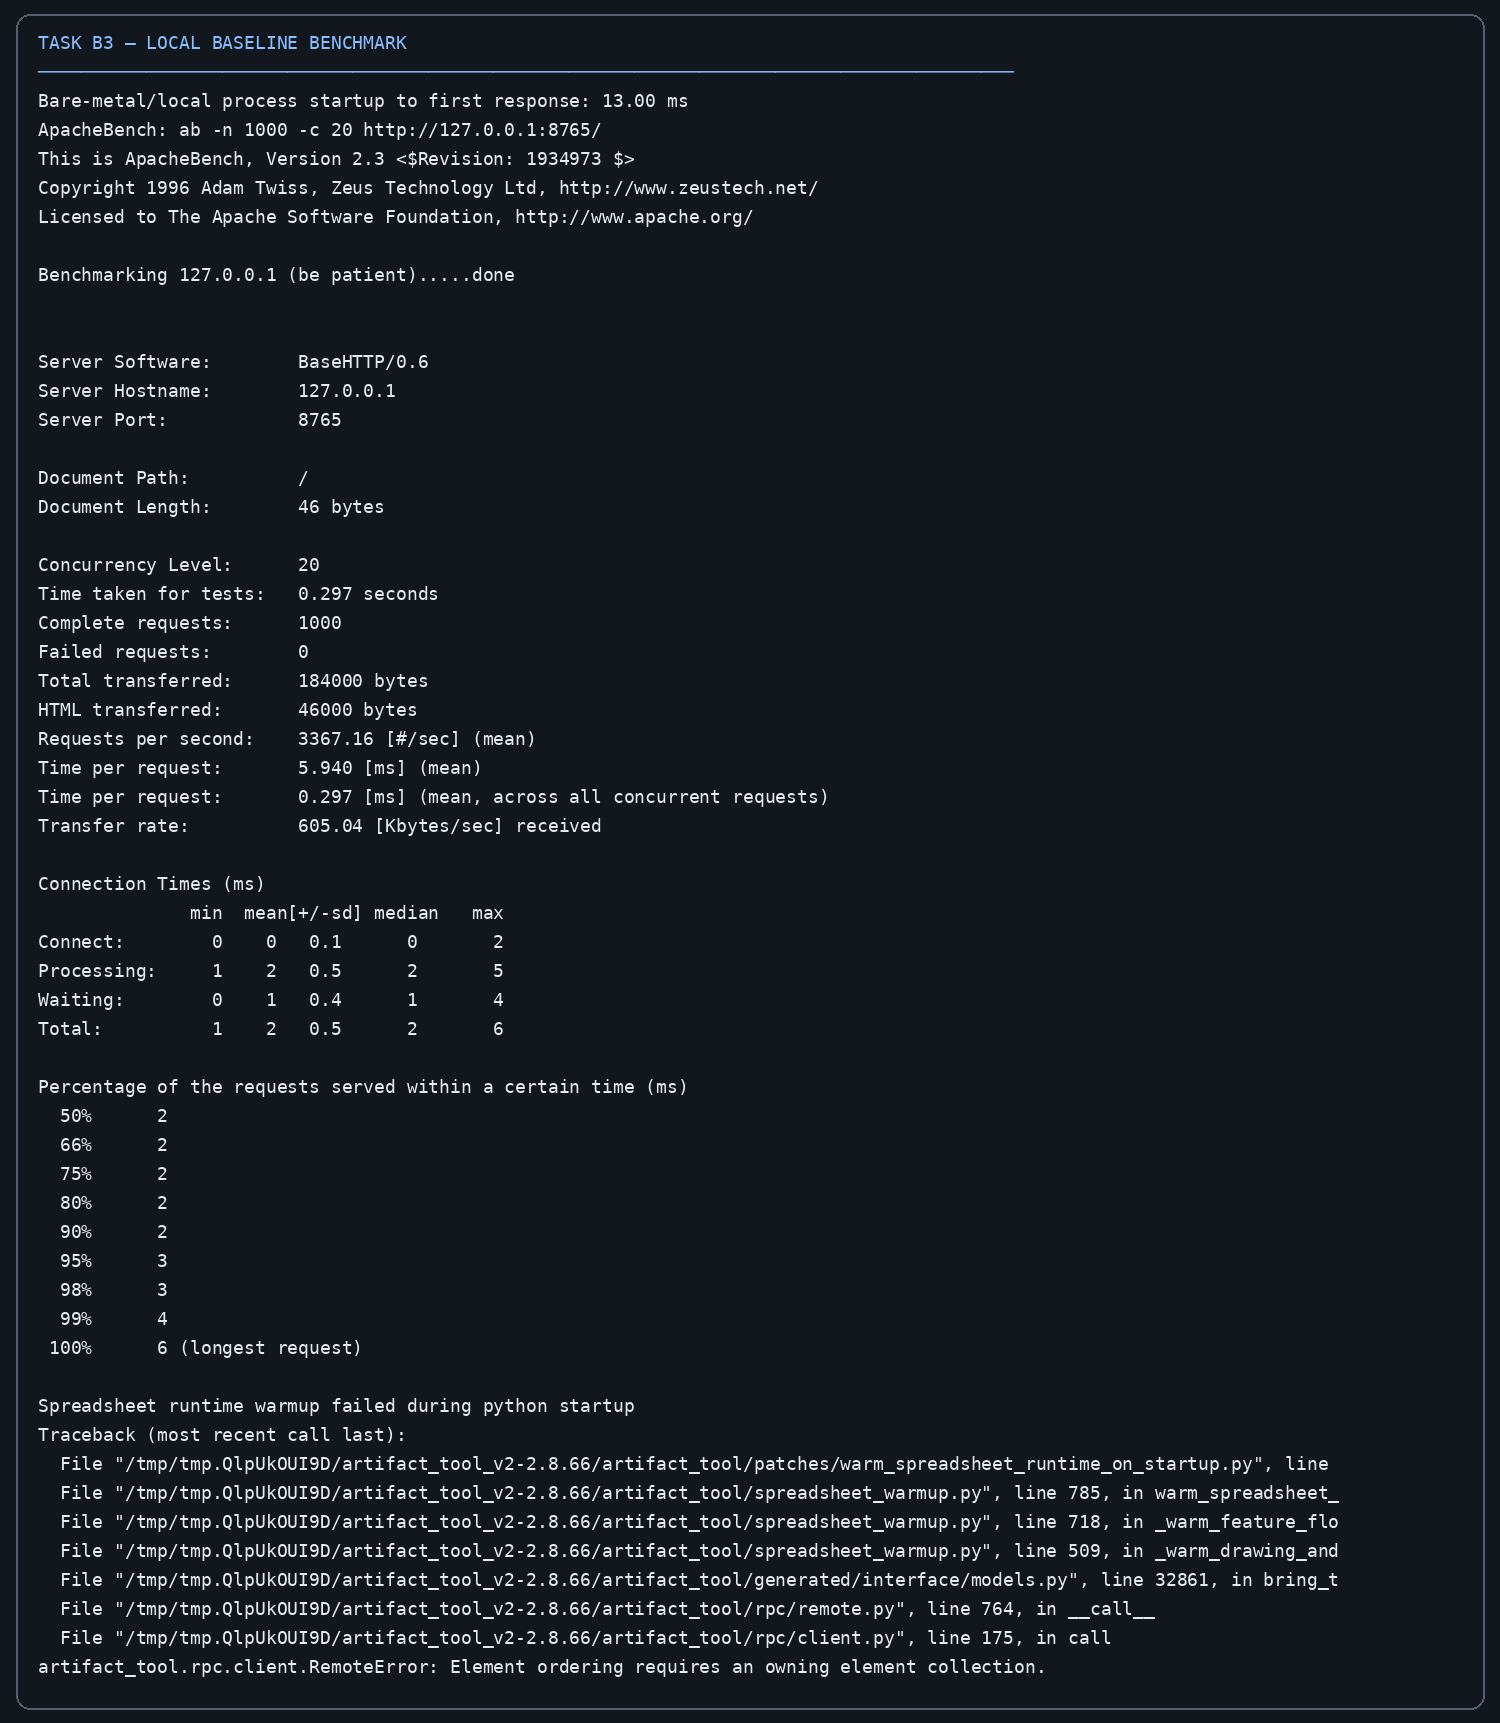 TASK B3 — LOCAL BASELINE BENCHMARK
Bare-metal/local process startup to first response: 13.00 ms
ApacheBench: ab -n 1000 -c 20 http://127.0.0.1:8765/
This is ApacheBench, Version 2.3 <$Revision: 1934973 $>
Copyright 1996 Adam Twiss, Zeus Technology Ltd, http://www.zeustech.net/
Licensed to The Apache Software Foundation, http://www.apache.org/

Benchmarking 127.0.0.1 (be patient).....done


Server Software:        BaseHTTP/0.6
Server Hostname:        127.0.0.1
Server Port:            8765

Document Path:          /
Document Length:        46 bytes

Concurrency Level:      20
Time taken for tests:   0.297 seconds
Complete requests:      1000
Failed requests:        0
Total transferred:      184000 bytes
HTML transferred:       46000 bytes
Requests per second:    3367.16 [#/sec] (mean)
Time per request:       5.940 [ms] (mean)
Time per request:       0.297 [ms] (mean, across all concurrent requests)
Transfer rate:          605.04 [Kbytes/sec] received

Connection Times (ms)
              min  mean[+/-sd] median   max
Connect:        0    0   0.1      0       2
Processing:     1    2   0.5      2       5
Waiting:        0    1   0.4      1       4
Total:          1    2   0.5      2       6

Percentage of the requests served within a certain time (ms)
  50%      2
  66%      2
  75%      2
  80%      2
  90%      2
  95%      3
  98%      3
  99%      4
 100%      6 (longest request)

Spreadsheet runtime warmup failed during python startup
Traceback (most recent call last):
  File "/tmp/tmp.QlpUkOUI9D/artifact_tool_v2-2.8.66/artifact_tool/patches/warm_spreadsheet_runtime_on_startup.py", line
  File "/tmp/tmp.QlpUkOUI9D/artifact_tool_v2-2.8.66/artifact_tool/spreadsheet_warmup.py", line 785, in warm_spreadsheet_
  File "/tmp/tmp.QlpUkOUI9D/artifact_tool_v2-2.8.66/artifact_tool/spreadsheet_warmup.py", line 718, in _warm_feature_flo
  File "/tmp/tmp.QlpUkOUI9D/artifact_tool_v2-2.8.66/artifact_tool/spreadsheet_warmup.py", line 509, in _warm_drawing_and
  File "/tmp/tmp.QlpUkOUI9D/artifact_tool_v2-2.8.66/artifact_tool/generated/interface/models.py", line 32861, in bring_t
  File "/tmp/tmp.QlpUkOUI9D/artifact_tool_v2-2.8.66/artifact_tool/rpc/remote.py", line 764, in __call__
  File "/tmp/tmp.QlpUkOUI9D/artifact_tool_v2-2.8.66/artifact_tool/rpc/client.py", line 175, in call
artifact_tool.rpc.client.RemoteError: Element ordering requires an owning element collection.